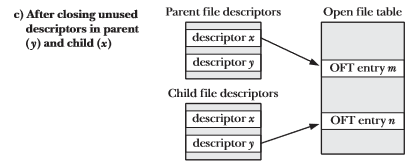 c) After closing unused
descriptors in parent
(y) and child (x)
Parent file descriptors
descriptor x
descriptor y
Child file descriptors
descriptor x
descriptor y
Open file table
OFT entry m
OFT entry n